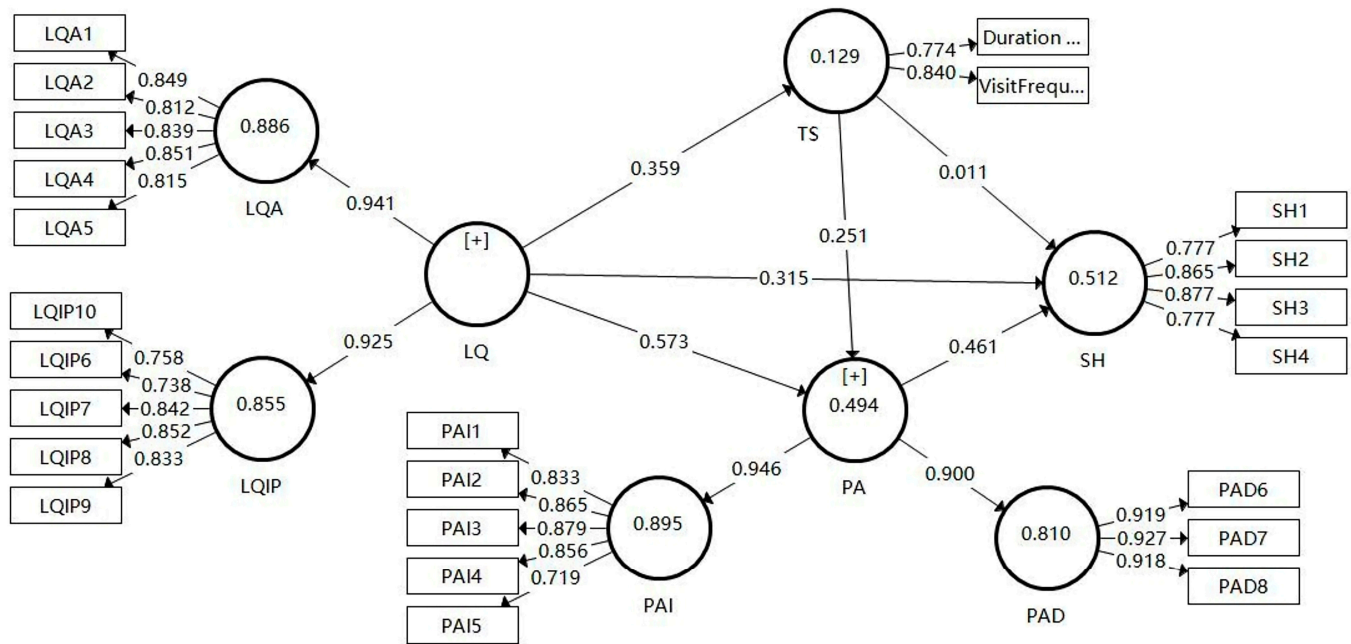 LQA1
LQA2
LQA3
LQA4
LQA5
0.849
0.812
0.839
0.851
0.815
0.886
LQA
0.941
LQIP10
LQIP6
LQIP7
LQIP8
LQIP9
0.758
0.738
0.842
0.852
0.833
0.855
LQIP
0.925
[+]
LQ
0.359
0.315
0.573
0.129
TS
0.774
0.840
Duration ...
VisitFrequ...
0.011
0.251
[+]
0.494
PA
0.461
0.946
0.900
PAI1
PAI2
PAI3
PAI4
PAI5
0.833
0.865
0.879
0.856
0.719
0.895
PAI
0.810
PAD
0.919
0.927
0.918
PAD6
PAD7
PAD8
0.512
SH
0.777
0.865
0.877
0.777
SH1
SH2
SH3
SH4